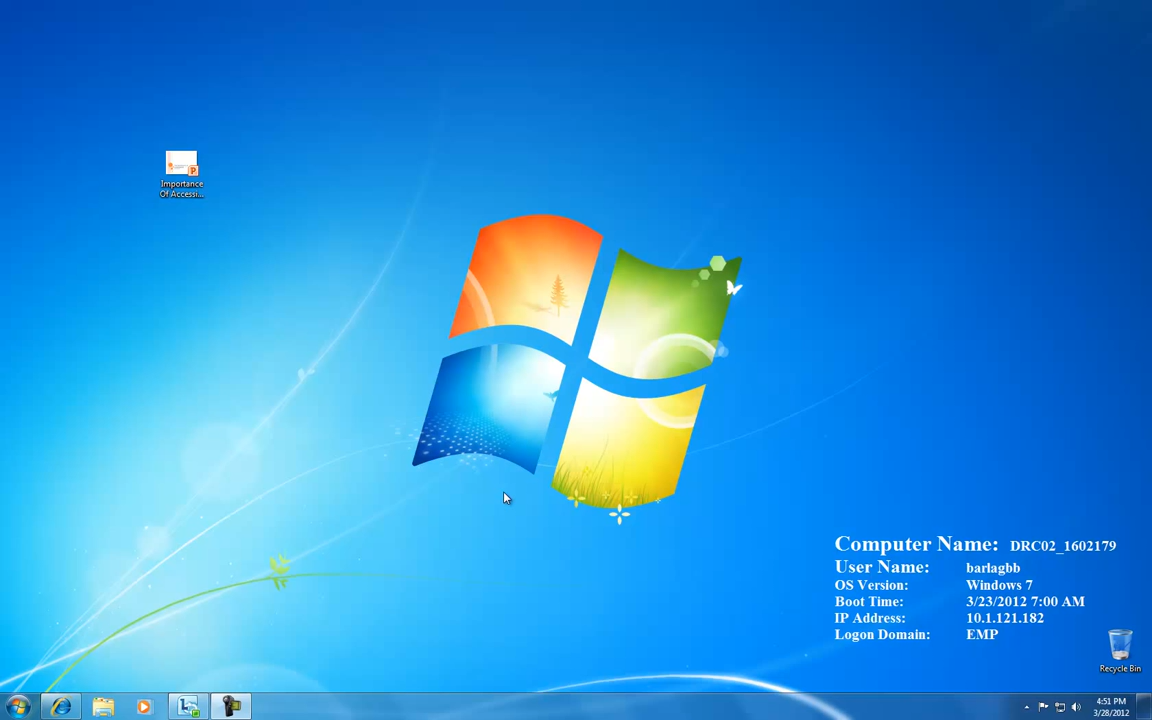 Importance
Of Accessi...
Computer Name: DRC02_1602179
User Name: barlagbb
OS Version: Windows 7
Boot Time: 3/23/2012 7:00 AM
IP Address: 10.1.121.182
Logon Domain: EMP
Recycle Bin
4:51 PM
3/28/2012